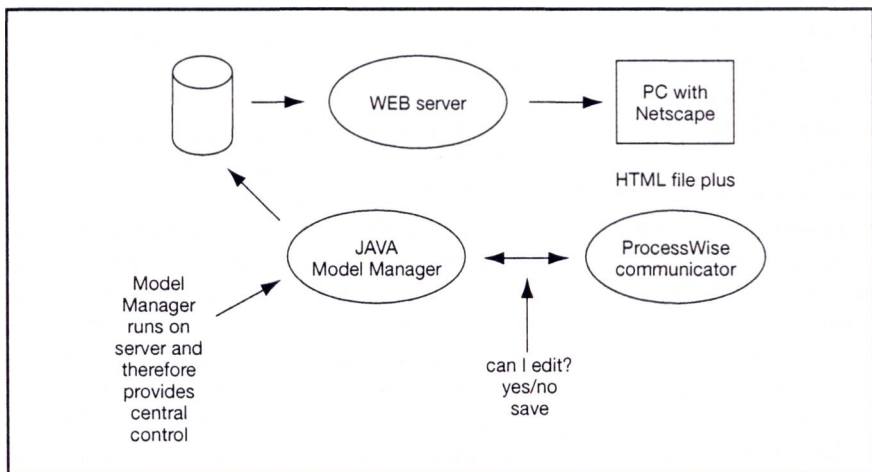 WEB server
PC with
Netscape
HTML file plus
JAVA
Model Manager
ProcessWise
communicator
Model
Manager
runs on
server and
therefore
provides
central
control
can I edit?
yes/no
save